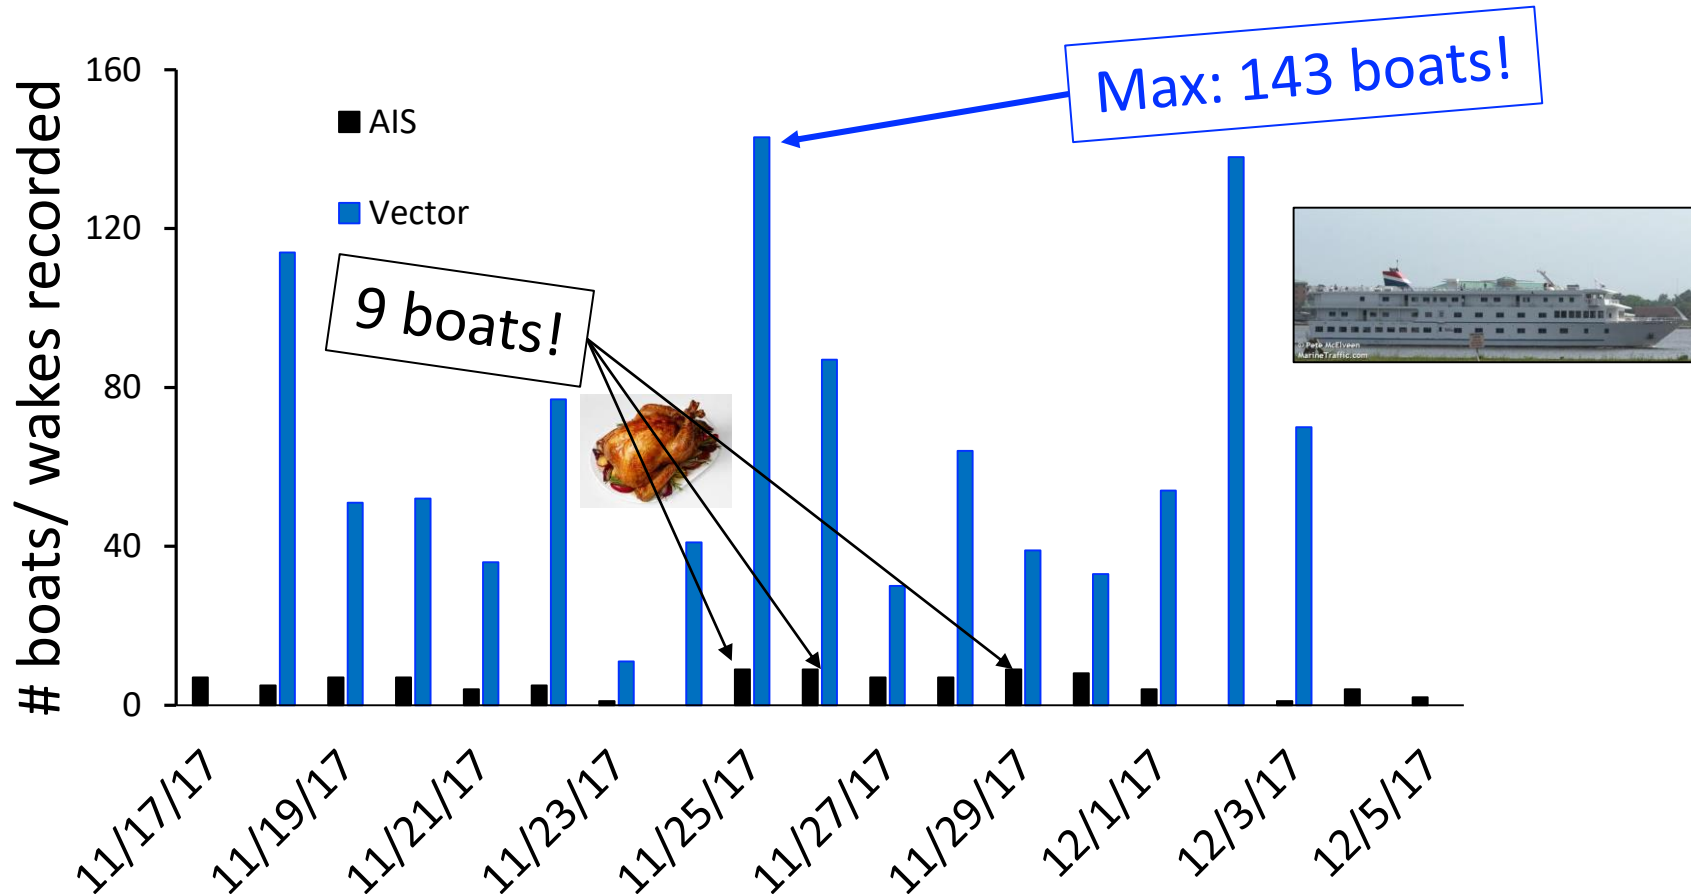 # boats/ wakes recorded
160
120
80
40
0
AIS
Vector
9 boats!
Max: 143 boats!
Pete McElveen
MarineTraffic.com
11/17/17
11/19/17
11/21/17
11/23/17
11/25/17
11/27/17
11/29/17
12/1/17
12/3/17
12/5/17